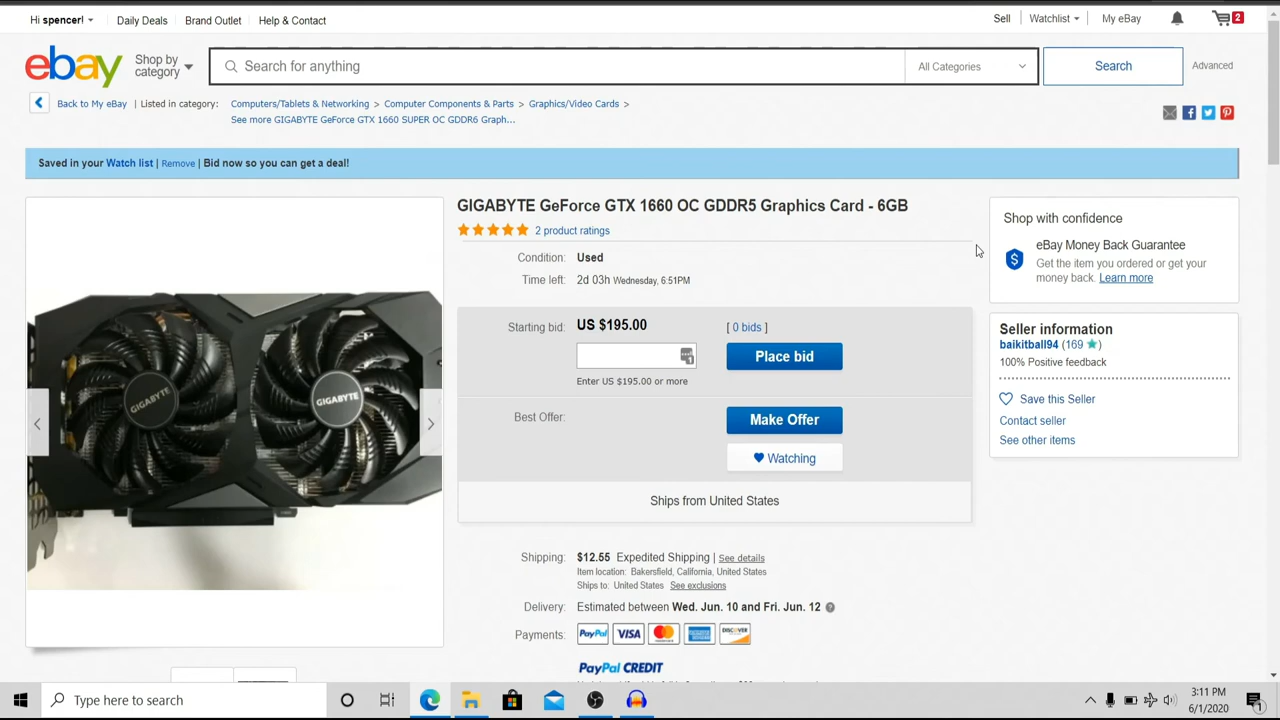 Hi spencer!
Daily Deals
Brand Outlet
Help & Contact
Sell
Watchlist
My eBay
2
ebay
Shop by
category
Search for anything
All Categories
Search
Advanced
Back to My eBay | Listed in category:
Computers/Tablets & Networking > Computer Components & Parts > Graphics/Video Cards >
See more GIGABYTE GeForce GTX 1660 SUPER OC GDDR6 Graph...
Saved in your Watch list | Remove | Bid now so you can get a deal!
GIGABYTE
GIGABYTE
GIGABYTE GeForce GTX 1660 OC GDDR5 Graphics Card - 6GB
2 product ratings
Condition: Used
Time left: 2d 03h Wednesday, 6:51PM
Starting bid: US $195.00
[ 0 bids ]
1
Place bid
Enter US $195.00 or more
Best Offer:
Make Offer
Watching
Ships from United States
Shipping: $12.55 Expedited Shipping | See details
Item location: Bakersfield, California, United States
Ships to: United States See exclusions
Delivery: Estimated between Wed. Jun. 10 and Fri. Jun. 12
Payments: PayPal VISA MasterCard AMERICAN EXPRESS DISCOVER
PayPal CREDIT
Shop with confidence
eBay Money Back Guarantee
Get the item you ordered or get your
money back. Learn more
Seller information
baikitball94 (169)
100% Positive feedback
Save this Seller
Contact seller
See other items
Type here to search
3:11 PM
6/1/2020
1